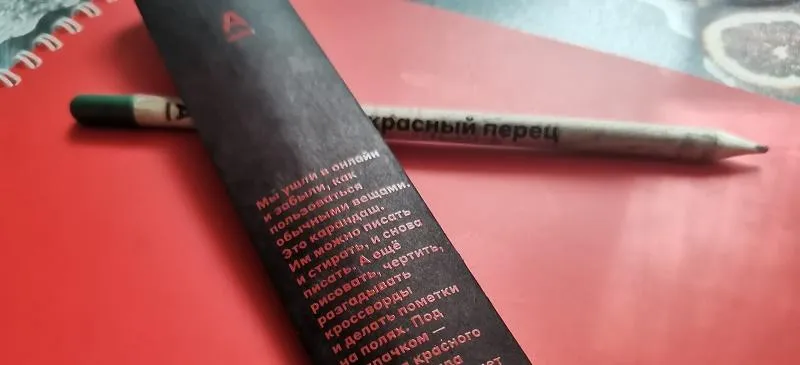 А
красный перец
Мы ушли в онлайн
и забыли, как
пользоваться
обычными вещами.
Это карандаш.
Им можно писать
и стирать, и снова
писать. А ещё
рисовать, чертить,
разгадывать
кроссворды
и делать пометки
на полях. Под
красного